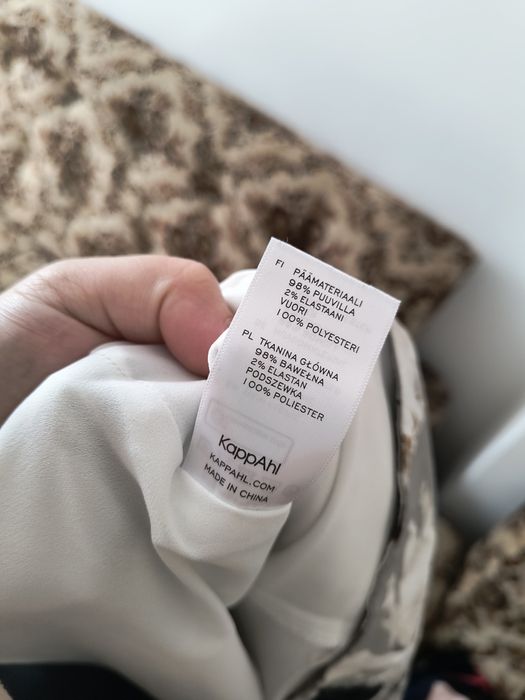 FI PÄÄMATERIAALI
98% PUUVILLA
2% ELASTAANI
VUORI
100% POLYESTERI
PL TKANINA GŁÓWNA
98% BAWEŁNA
2% ELASTAN
PODSZEWKA
100% POLIESTER
KappAhl
KAPPAHL.COM
MADE IN CHINA